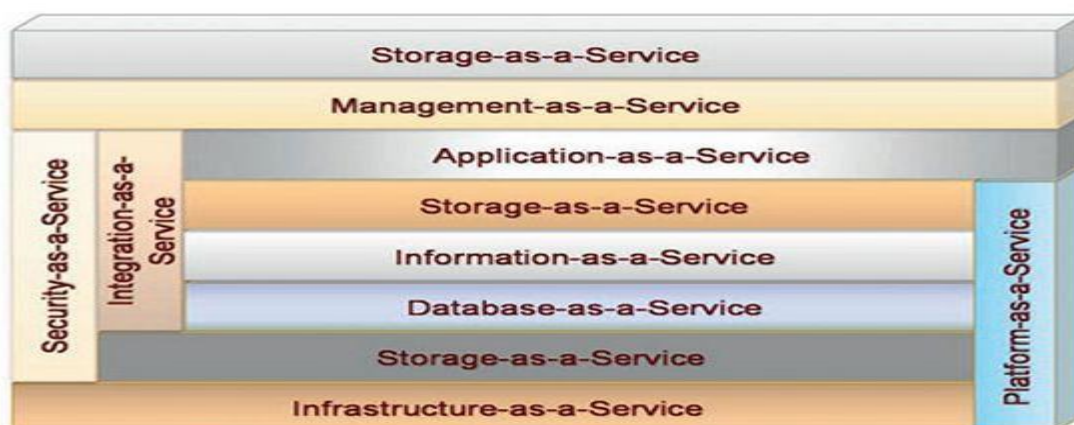 Storage-as-a-Service
Management-as-a-Service
Security-as-a-Service
Integration-as-a-
Service
Application-as-a-Service
Storage-as-a-Service
Information-as-a-Service
Database-as-a-Service
Storage-as-a-Service
Platform-as-a-Service
Infrastructure-as-a-Service